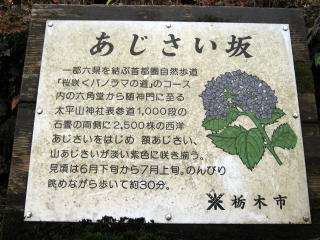 あじさい坂
一都六県を結ぶ首都圏自然歩道
「桜咲くパノラマの道」のコース
内の六角堂から随神門に至る
太平山神社表参道1,000段の
石畳の両側に2,500株の西洋
あじさいをはじめ 額あじさい、
山あじさいが淡い紫色に咲き揃う。
見頃は6月下旬から7月上旬。のんびり
眺めながら歩いて約30分。
栃木市